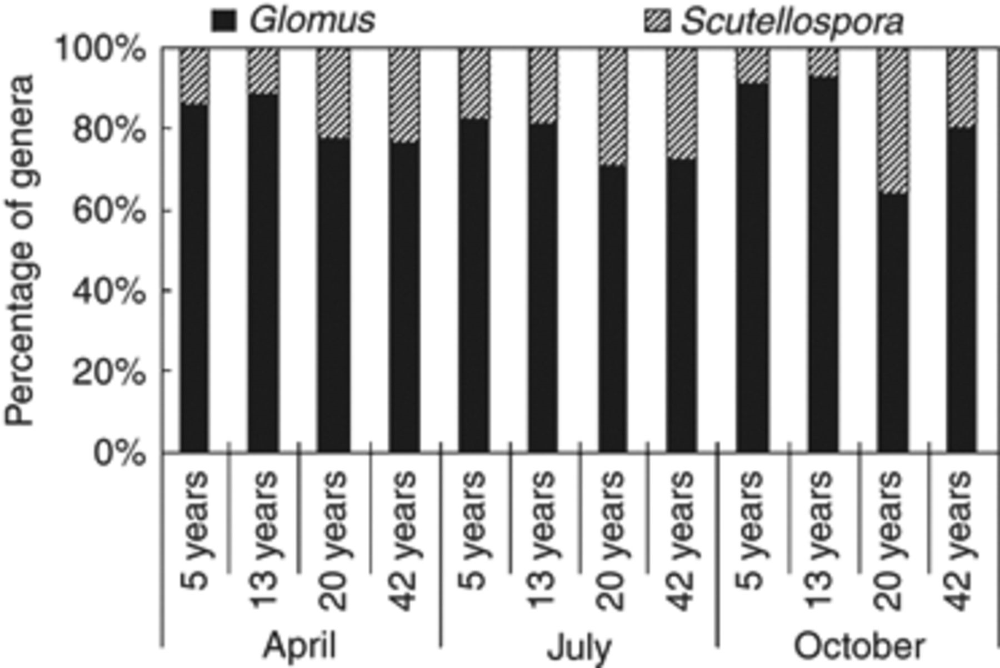 Glomus Scutellospora
Percentage of genera
100%
80%
60%
40%
20%
0%
5 years
13 years
20 years
42 years
5 years
13 years
20 years
42 years
5 years
13 years
20 years
42 years
April July October